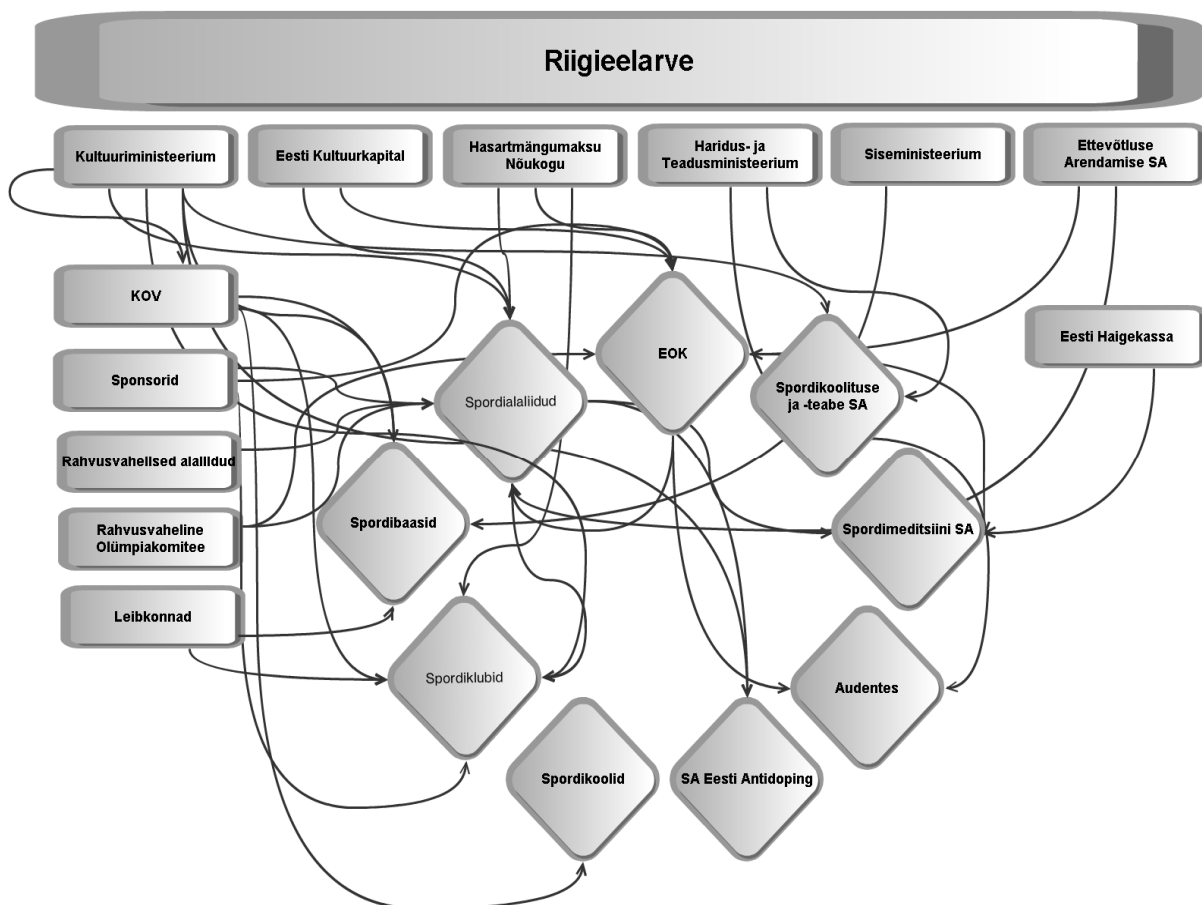 Riigieelarve
Kultuuriministeerium
Eesti Kultuurkapital
Hasartmängumaksu
Nõukogu
Haridus- ja
Teadusministeerium
Siseministeerium
Ettevõtluse
Arendamise SA
KOV
Eesti Haigekassa
EOK
Sponsorid
Spordialaliidud
Spordikoolituse
ja -teabe SA
Rahvusvahelised alaliidud
Spordibaasid
Rahvusvaheline
Olümpiakomitee
Spordimeditsiini SA
Leibkonnad
Spordiklubid
Audentes
Spordikoolid
SA Eesti Antidoping